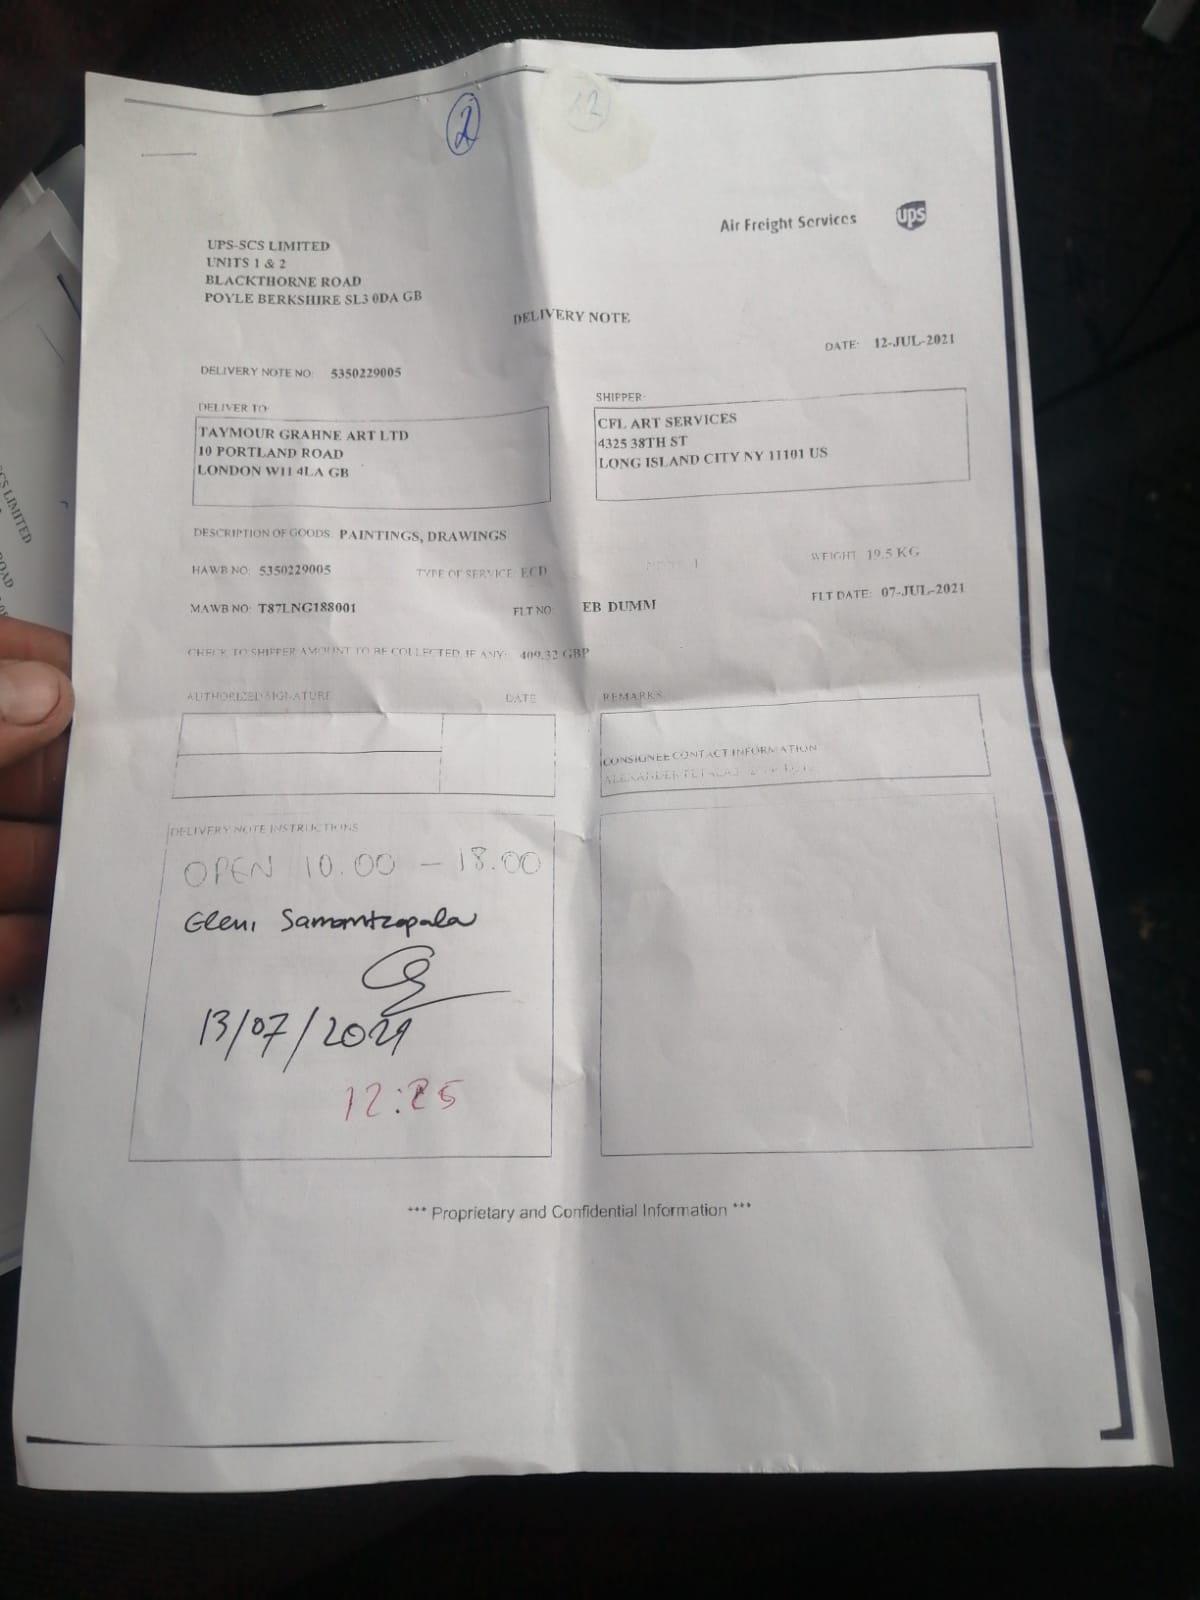 2
12
Air Freight Services ups
UPS-SCS LIMITED
UNITS 1 & 2
BLACKTHORNE ROAD
POYLE BERKSHIRE SL3 0DA GB
DELIVERY NOTE
DATE: 12-JUL-2021
DELIVERY NOTE NO: 5350229005
DELIVER TO:
TAYMOUR GRAHNE ART LTD
10 PORTLAND ROAD
LONDON W11 4LA GB
SHIPPER:
CFL ART SERVICES
4325 38TH ST
LONG ISLAND CITY NY 11101 US
DESCRIPTION OF GOODS: PAINTINGS, DRAWINGS
HAWB NO: 5350229005 TYPE OF SERVICE: ECD 1 WEIGHT: 19.5 KG
MAWB NO: T87LNG188001 FLT NO: EB DUMM FLT DATE: 07-JUL-2021
CHECK TO SHIPPER AMOUNT TO BE COLLECTED, IF ANY: 409.32 GBP
AUTHORIZED SIGNATURE DATE
REMARKS
CONSIGNEE CONTACT INFORMATION
ALEXANDER
DELIVERY NOTE INSTRUCTIONS
OPEN 10.00 - 18.00
Eleni Samontzopala
13/07/2021
12:25
*** Proprietary and Confidential Information ***
SCS LIMITED
ROAD